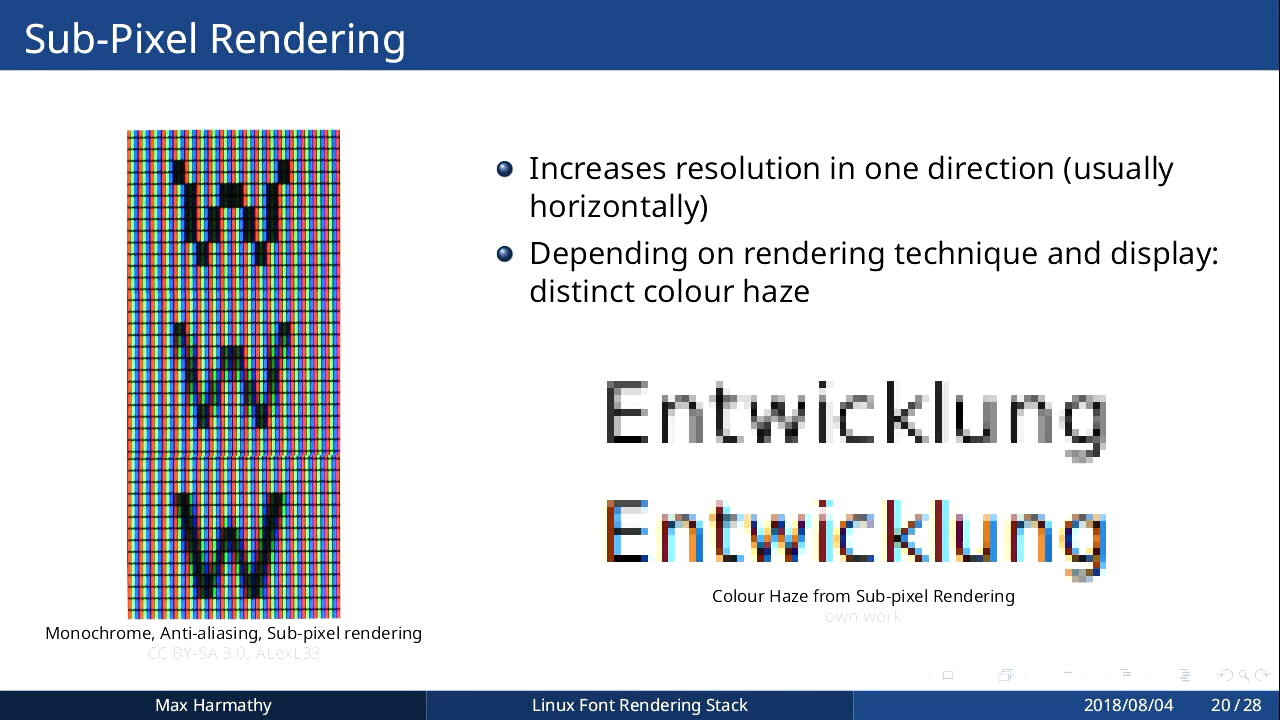 Sub-Pixel Rendering
W
W
W
Monochrome, Anti-aliasing, Sub-pixel rendering
CC BY-SA 3.0, ALexL33
Increases resolution in one direction (usually
horizontally)
Depending on rendering technique and display:
distinct colour haze
Entwicklung
Entwicklung
Colour Haze from Sub-pixel Rendering
own work
Max Harmathy
Linux Font Rendering Stack
2018/08/04
20 / 28